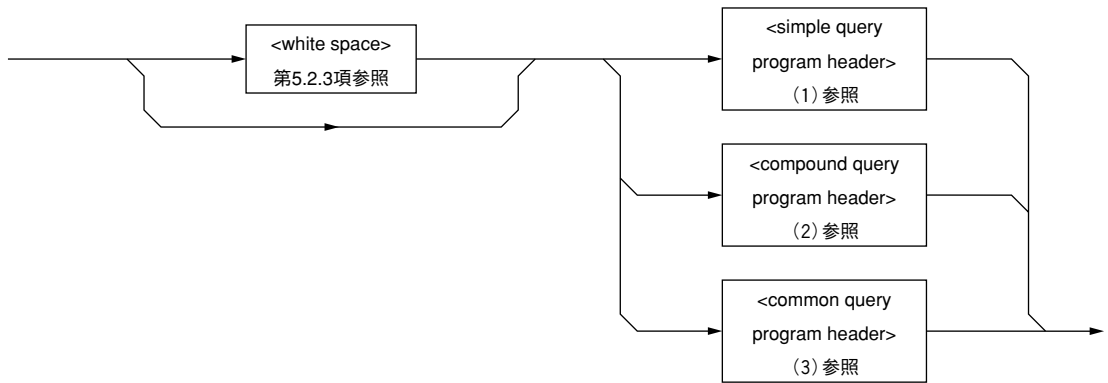 <white space>
第5.2.3項参照
<simple query
program header>
(1)参照
<compound query
program header>
(2)参照
<common query
program header>
(3)参照